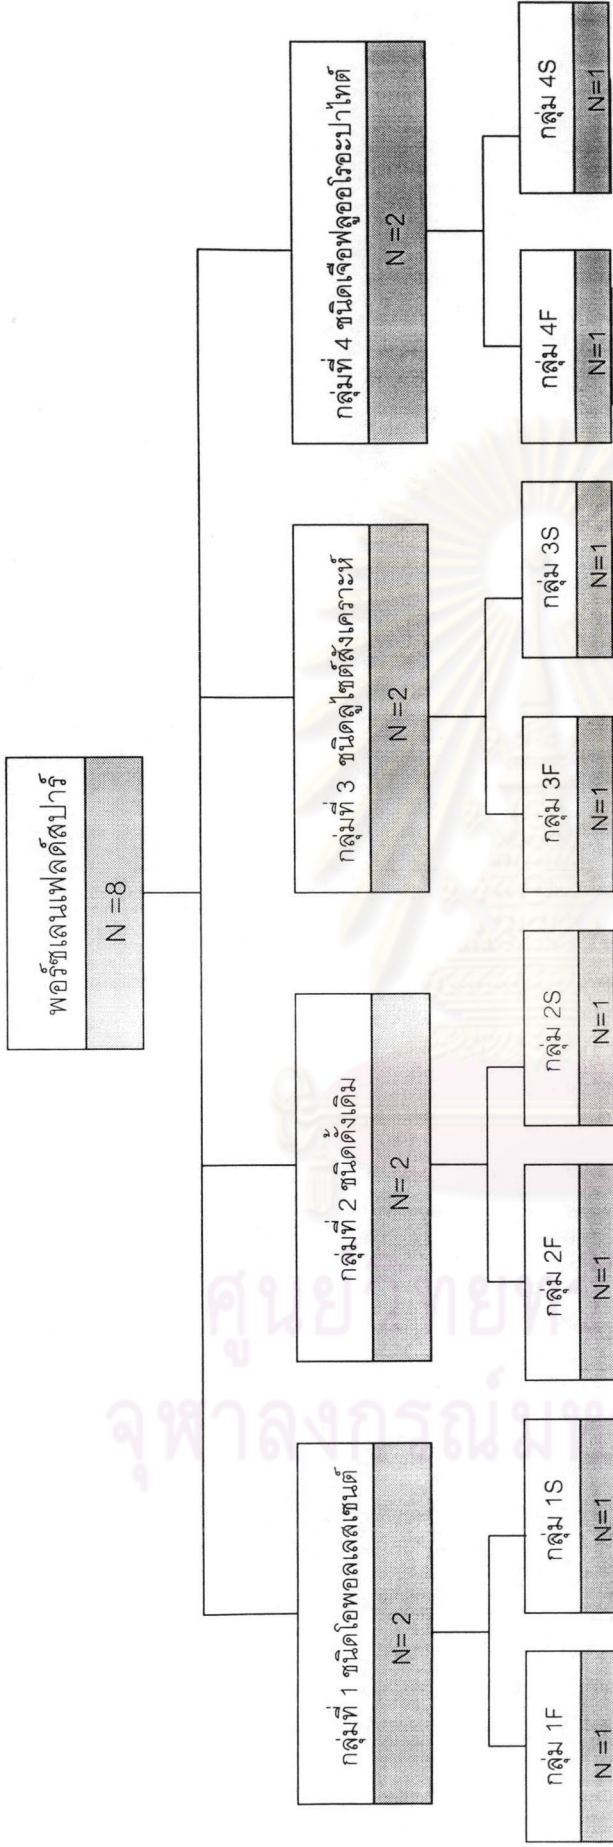 พอร์ซเลนเฟลด์สปาร์
N =8
กลุ่มที่ 1 ชนิดโอพอลเลสเซนต์
N= 2
กลุ่มที่ 2 ชนิดดั้งเดิม
N= 2
กลุ่มที่ 3 ชนิดลูไซต์สังเคราะห์
N =2
กลุ่มที่ 4 ชนิดเจือฟลูออโรอะปาไทต์
N =2
กลุ่ม 1F
N =1
กลุ่ม 1S
N=1
กลุ่ม 2F
N=1
กลุ่ม 2S
N=1
กลุ่ม 3F
N=1
กลุ่ม 3S
N=1
กลุ่ม 4F
N=1
กลุ่ม 4S
N=1